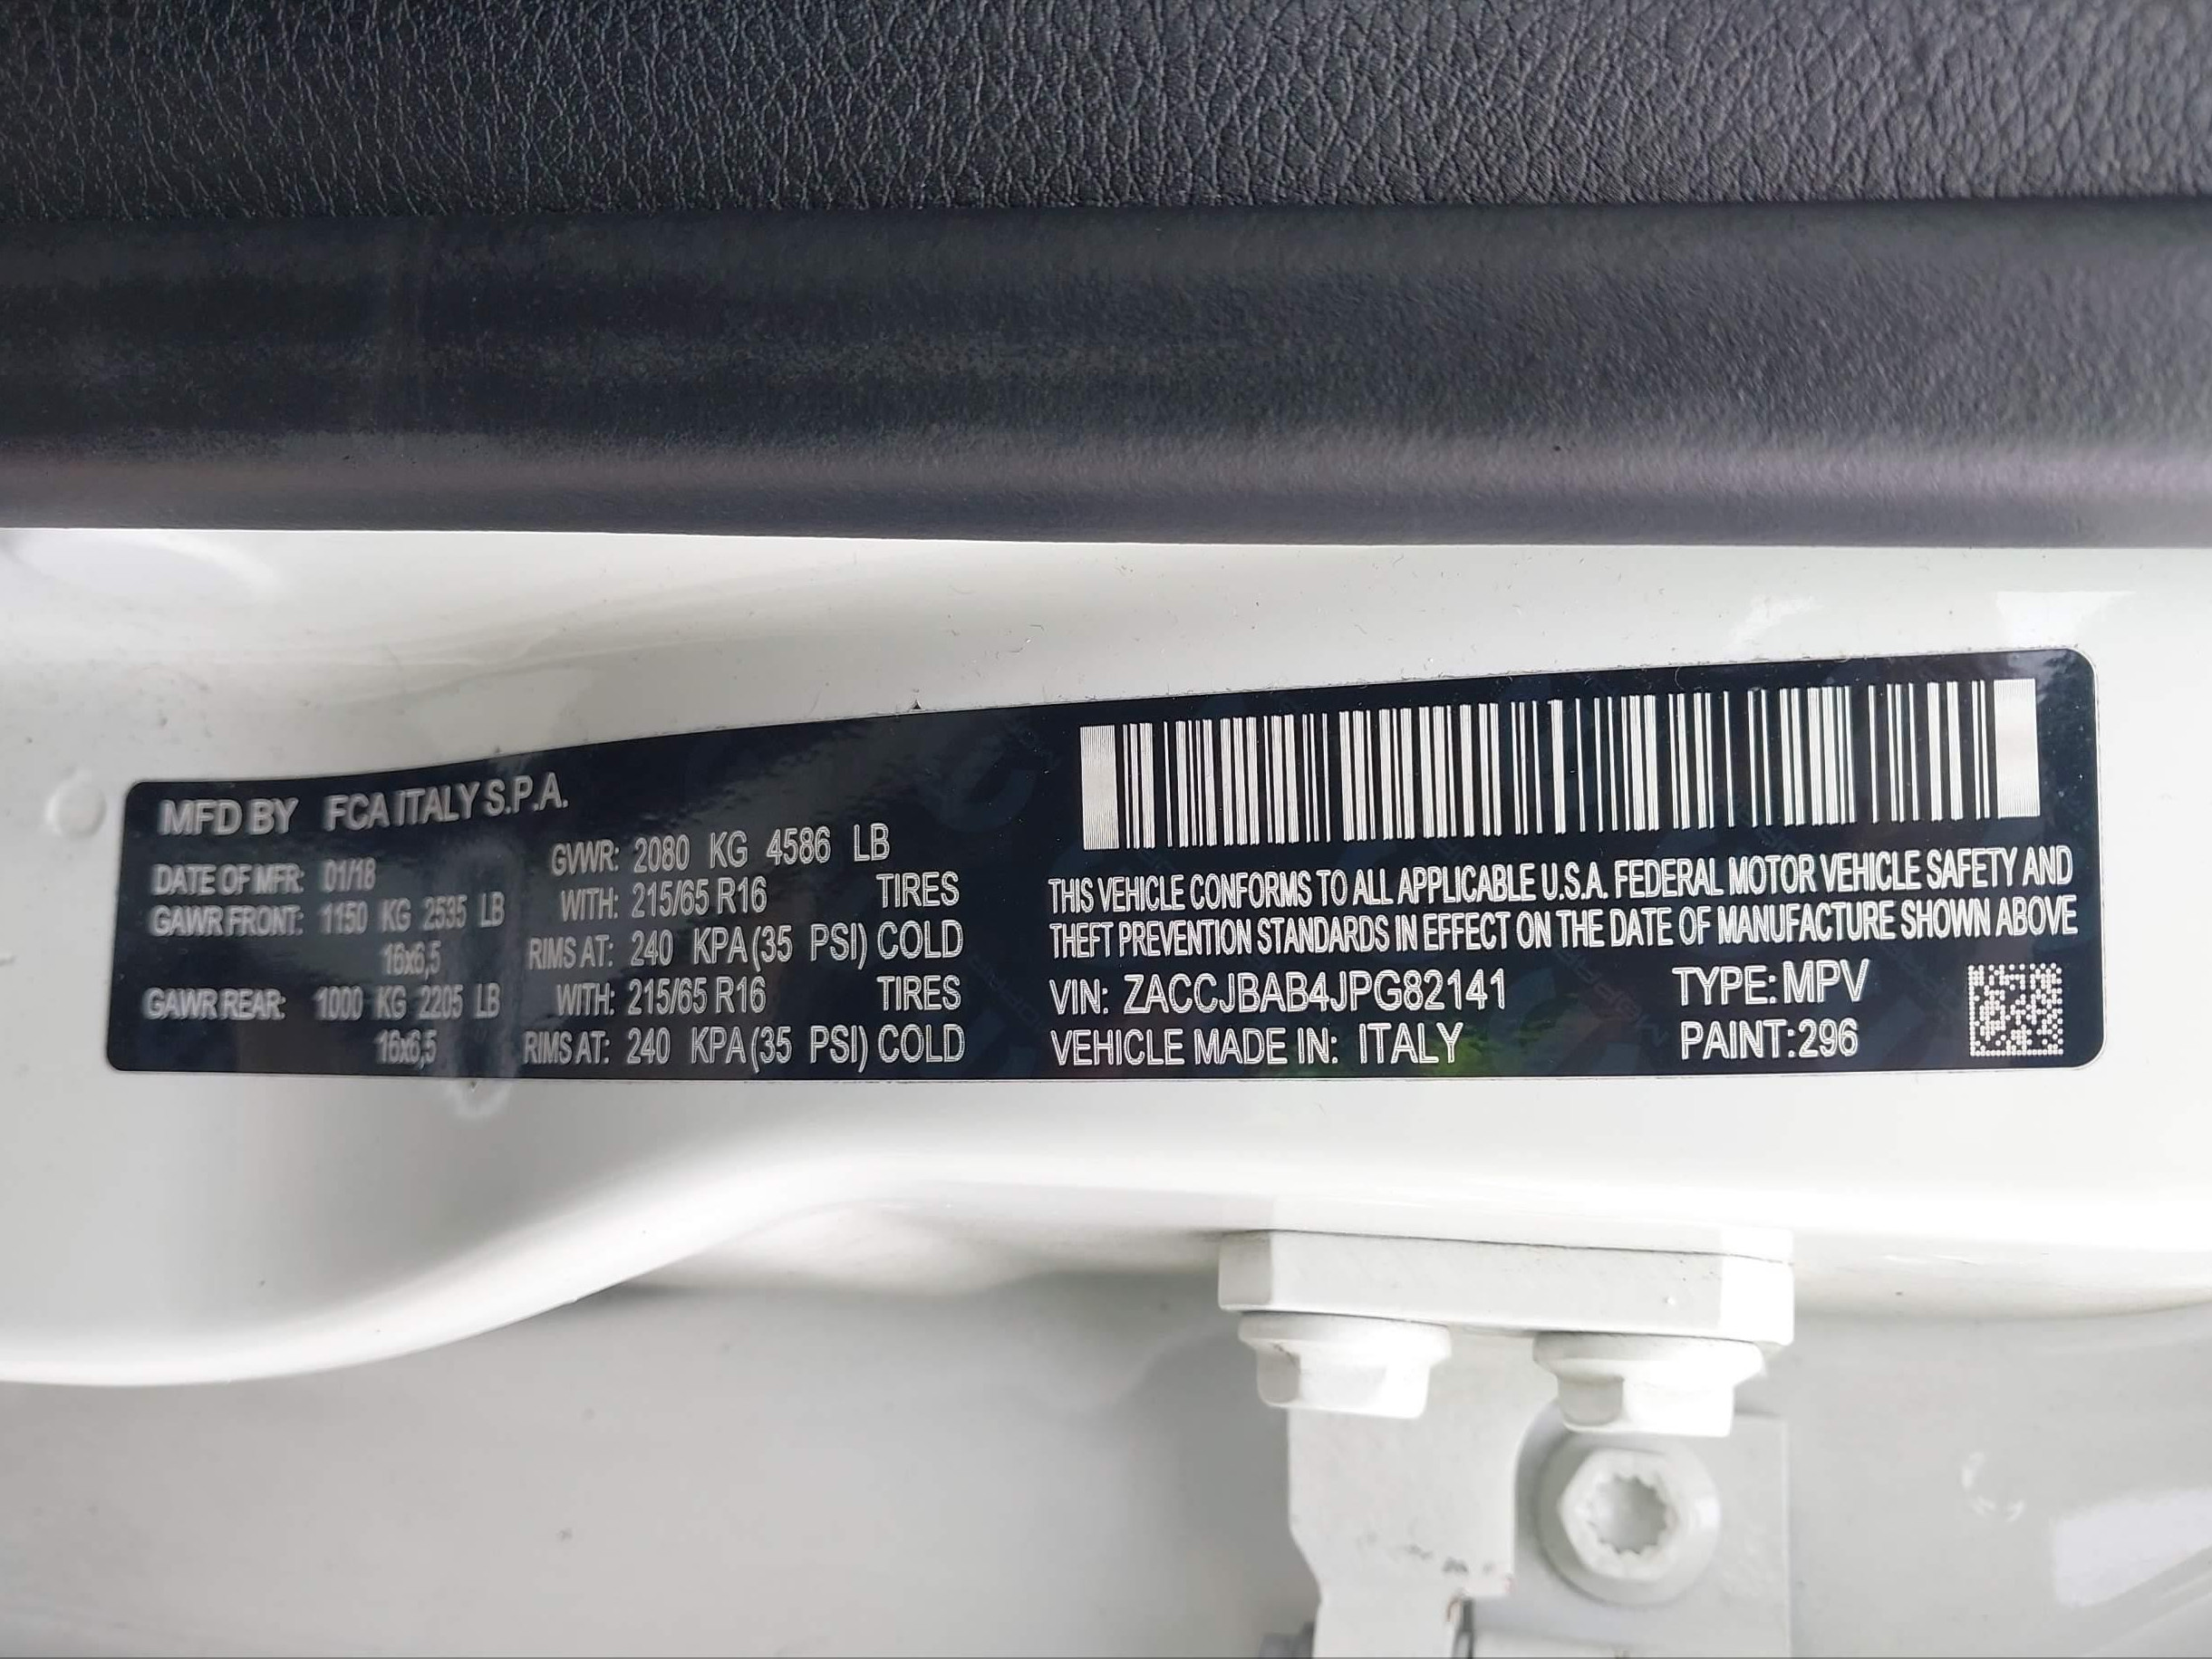 MFD BY FCA ITALY S.P.A.
DATE OF MFR: 01/18
GVWR: 2080 KG 4586 LB
GAWR FRONT: 1150 KG 2535 LB WITH: 215/65 R16 TIRES
16x6,5 RIMS AT: 240 KPA (35 PSI) COLD
GAWR REAR: 1000 KG 2205 LB WITH: 215/65 R16 TIRES
16x6,5 RIMS AT: 240 KPA (35 PSI) COLD
THIS VEHICLE CONFORMS TO ALL APPLICABLE U.S.A. FEDERAL MOTOR VEHICLE SAFETY AND
THEFT PREVENTION STANDARDS IN EFFECT ON THE DATE OF MANUFACTURE SHOWN ABOVE
VIN: ZACCJBAB4JPG82141 TYPE: MPV
VEHICLE MADE IN: ITALY PAINT: 296